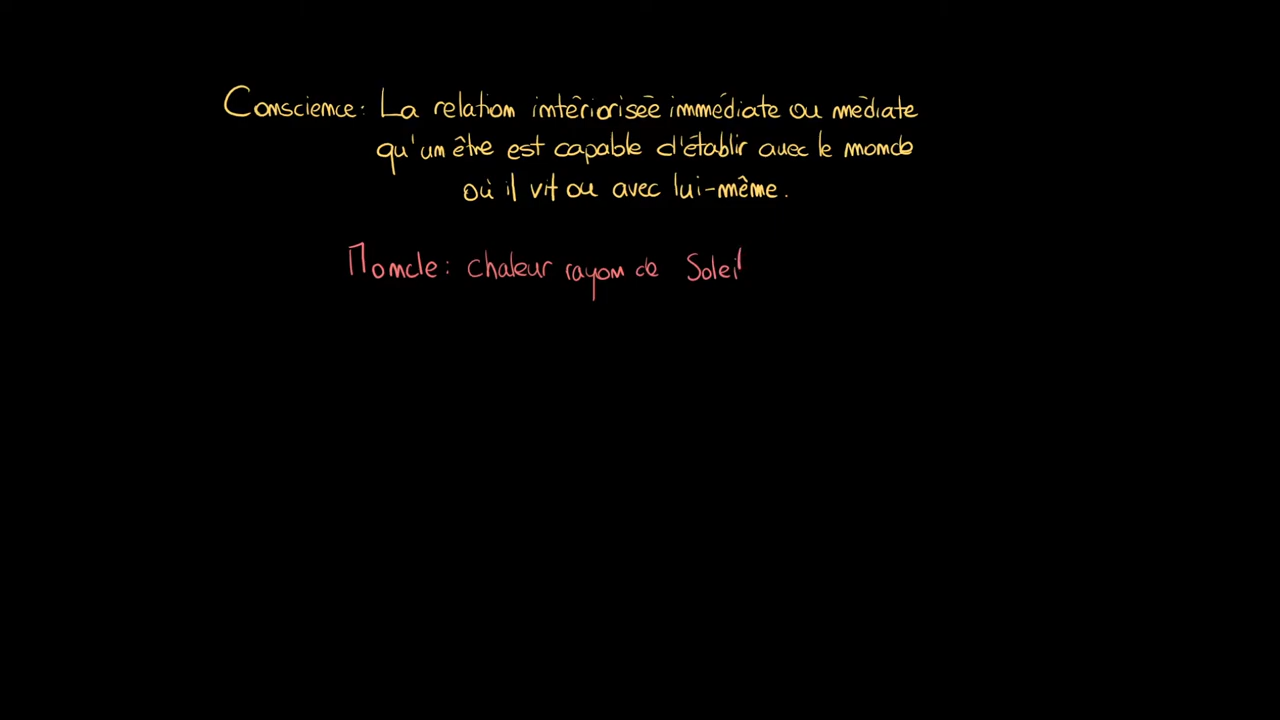 Conscience : La relation intériorisée immédiate ou médiate
qu'un être est capable d'établir avec le monde
où il vit ou avec lui-même.
Monde : chaleur rayon de Soleil